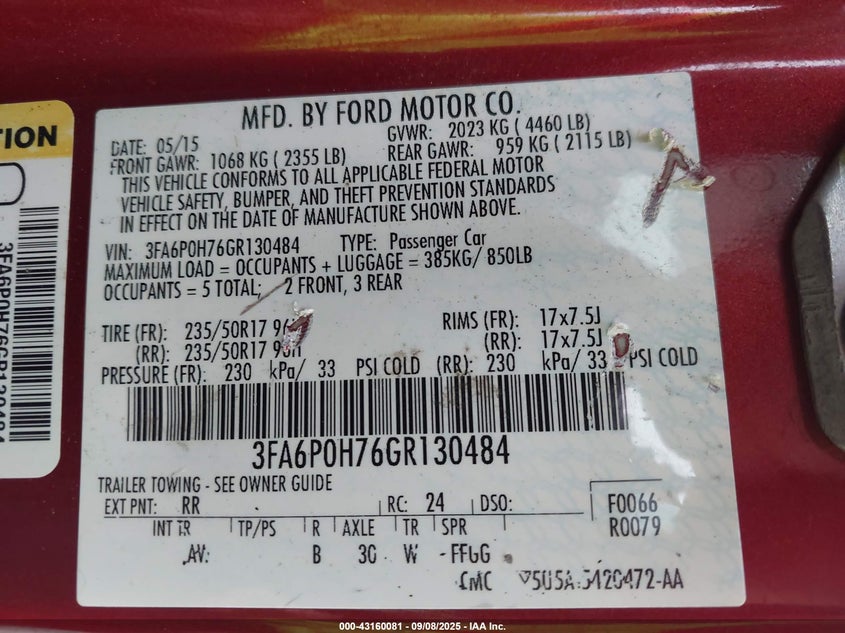 TION
3FA6P0H76GR130484
MFD. BY FORD MOTOR CO.
DATE: 05/15 GVWR: 2023 KG ( 4460 LB)
FRONT GAWR: 1068 KG ( 2355 LB) REAR GAWR: 959 KG ( 2115 LB)
THIS VEHICLE CONFORMS TO ALL APPLICABLE FEDERAL MOTOR
VEHICLE SAFETY, BUMPER, AND THEFT PREVENTION STANDARDS
IN EFFECT ON THE DATE OF MANUFACTURE SHOWN ABOVE.
VIN: 3FA6P0H76GR130484 TYPE: Passenger Car
MAXIMUM LOAD = OCCUPANTS + LUGGAGE = 385KG/ 850LB
OCCUPANTS = 5 TOTAL; 2 FRONT, 3 REAR
TIRE (FR): 235/50R17 RIMS (FR): 17x7.5J
(RR): 235/50R17 (RR): 17x7.5J
PRESSURE (FR): 230 kPa/ 33 PSI COLD (RR): 230 kPa/ 33 PSI COLD
3FA6P0H76GR130484
TRAILER TOWING - SEE OWNER GUIDE
EXT PNT: RR RC: 24 DSO: F0066
INT TR TP/PS R AXLE TR SPR R0079
B 30 W
000-43160081 - 09/08/2025 - IAA Inc.